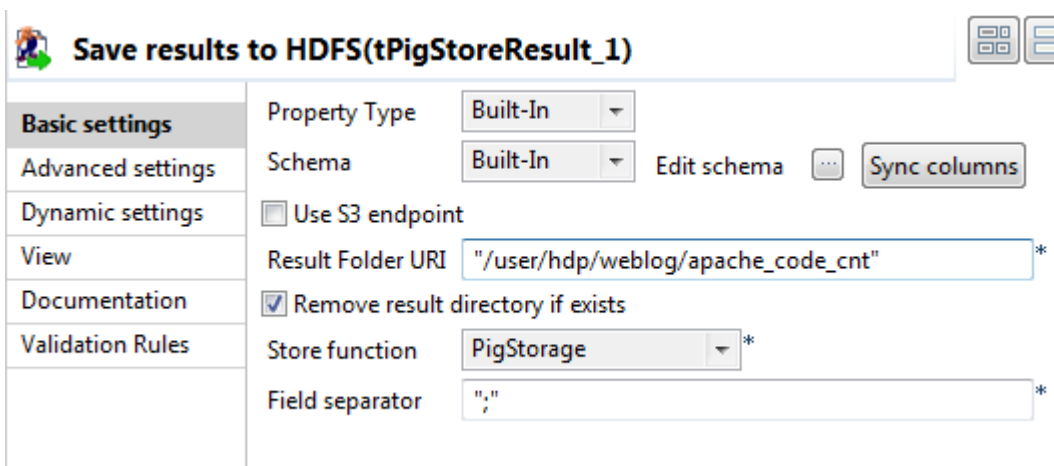 Save results to HDFS(tPigStoreResult_1)
Basic settings
Advanced settings
Dynamic settings
View
Documentation
Validation Rules
Property Type Built-In
Schema Built-In Edit schema ... Sync columns
Use S3 endpoint
Result Folder URI "/user/hdp/weblog/apache_code_cnt" *
Remove result directory if exists
Store function PigStorage *
Field separator ";" *